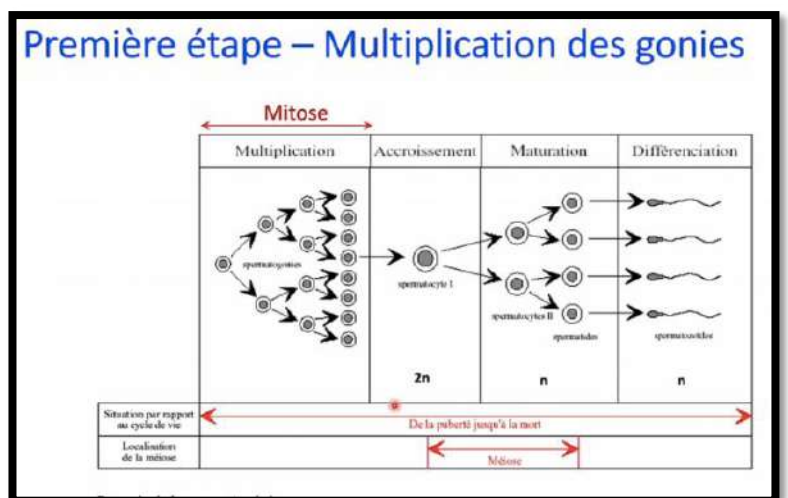 Première étape – Multiplication des gonies
Mitose
Multiplication Accroissement Maturation Différenciation
spermatogonies
spermatocyte I
spermatocytes II
spermatides
spermatozoïdes
2n n n
Situation par rapport
au cycle de vie
De la puberté jusqu'à la mort
Localisation
de la méiose
Méiose